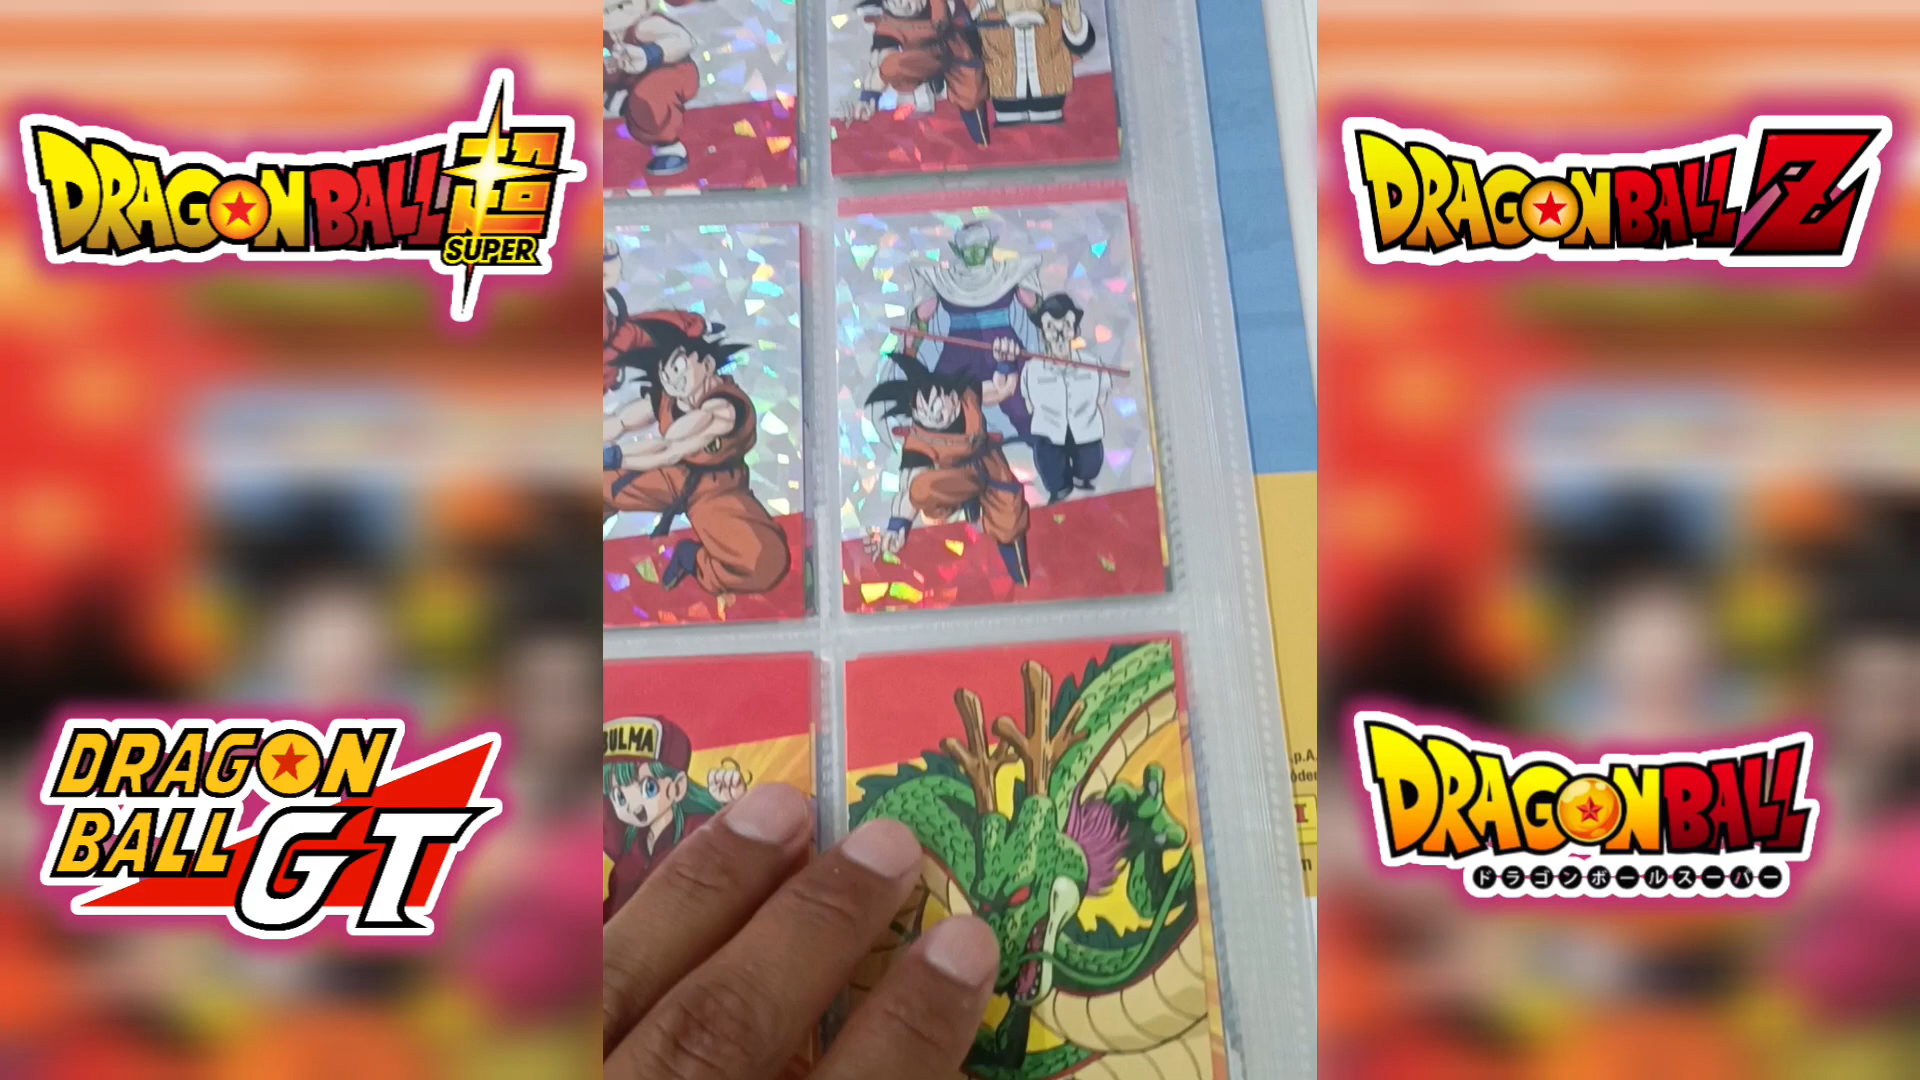 DRAGON BALL 超
SUPER
DRAGON BALL Z
DRAGON
BALL GT
DRAGON BALL
ドラゴンボールスーパー
BULMA
.p.A.